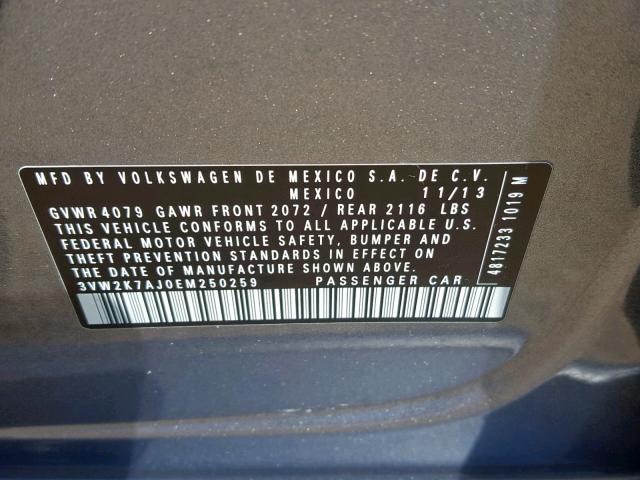 MFD BY VOLKSWAGEN DE MEXICO S.A. DE C.V.
MEXICO 11/13
GVWR 4079 GAWR FRONT 2072 / REAR 2116 LBS
THIS VEHICLE CONFORMS TO ALL APPLICABLE U.S.
FEDERAL MOTOR VEHICLE SAFETY, BUMPER AND
THEFT PREVENTION STANDARDS IN EFFECT ON
THE DATE OF MANUFACTURE SHOWN ABOVE.
3VW2K7AJ0EM250259 PASSENGER CAR
4817233 1019 M